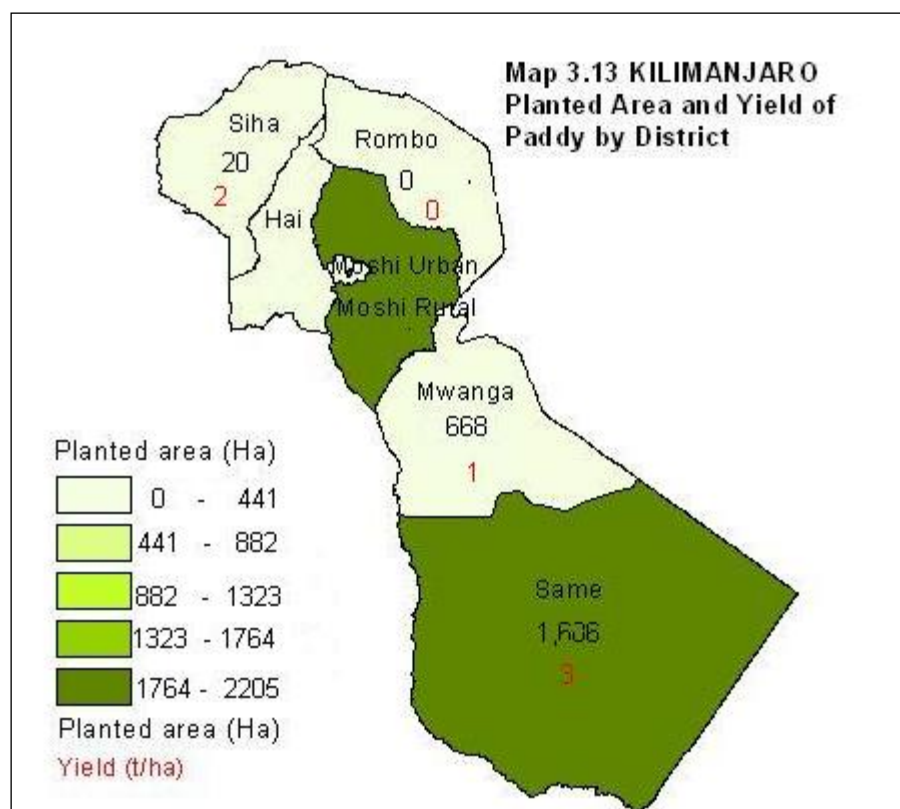 Map 3.13 KILIMANJARO
Planted Area and Yield of
Paddy by District
Siha
20
2
Rombo
0
0
Hai
Moshi Urban
Moshi Rural
Mwanga
668
1
Same
3
Planted area (Ha)
0 - 441
441 - 882
882 - 1323
1323 - 1764
1764 - 2205
Planted area (Ha)
Yield (t/ha)